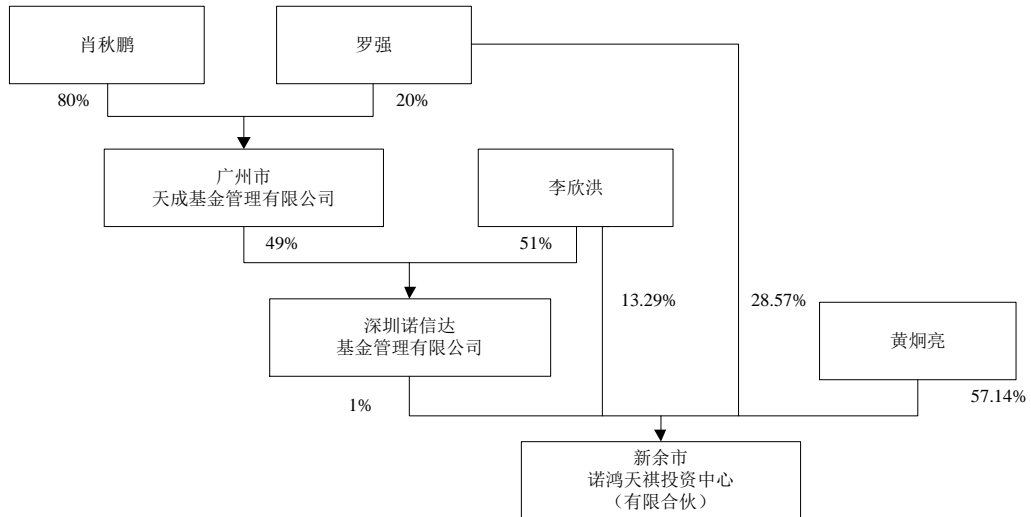 肖秋鹏
罗强
80%
20%
广州市
天成基金管理有限公司
李欣洪
49%
51%
13.29%
28.57%
深圳诺信达
基金管理有限公司
黄炯亮
1%
57.14%
新余市
诺鸿天祺投资中心
（有限合伙）